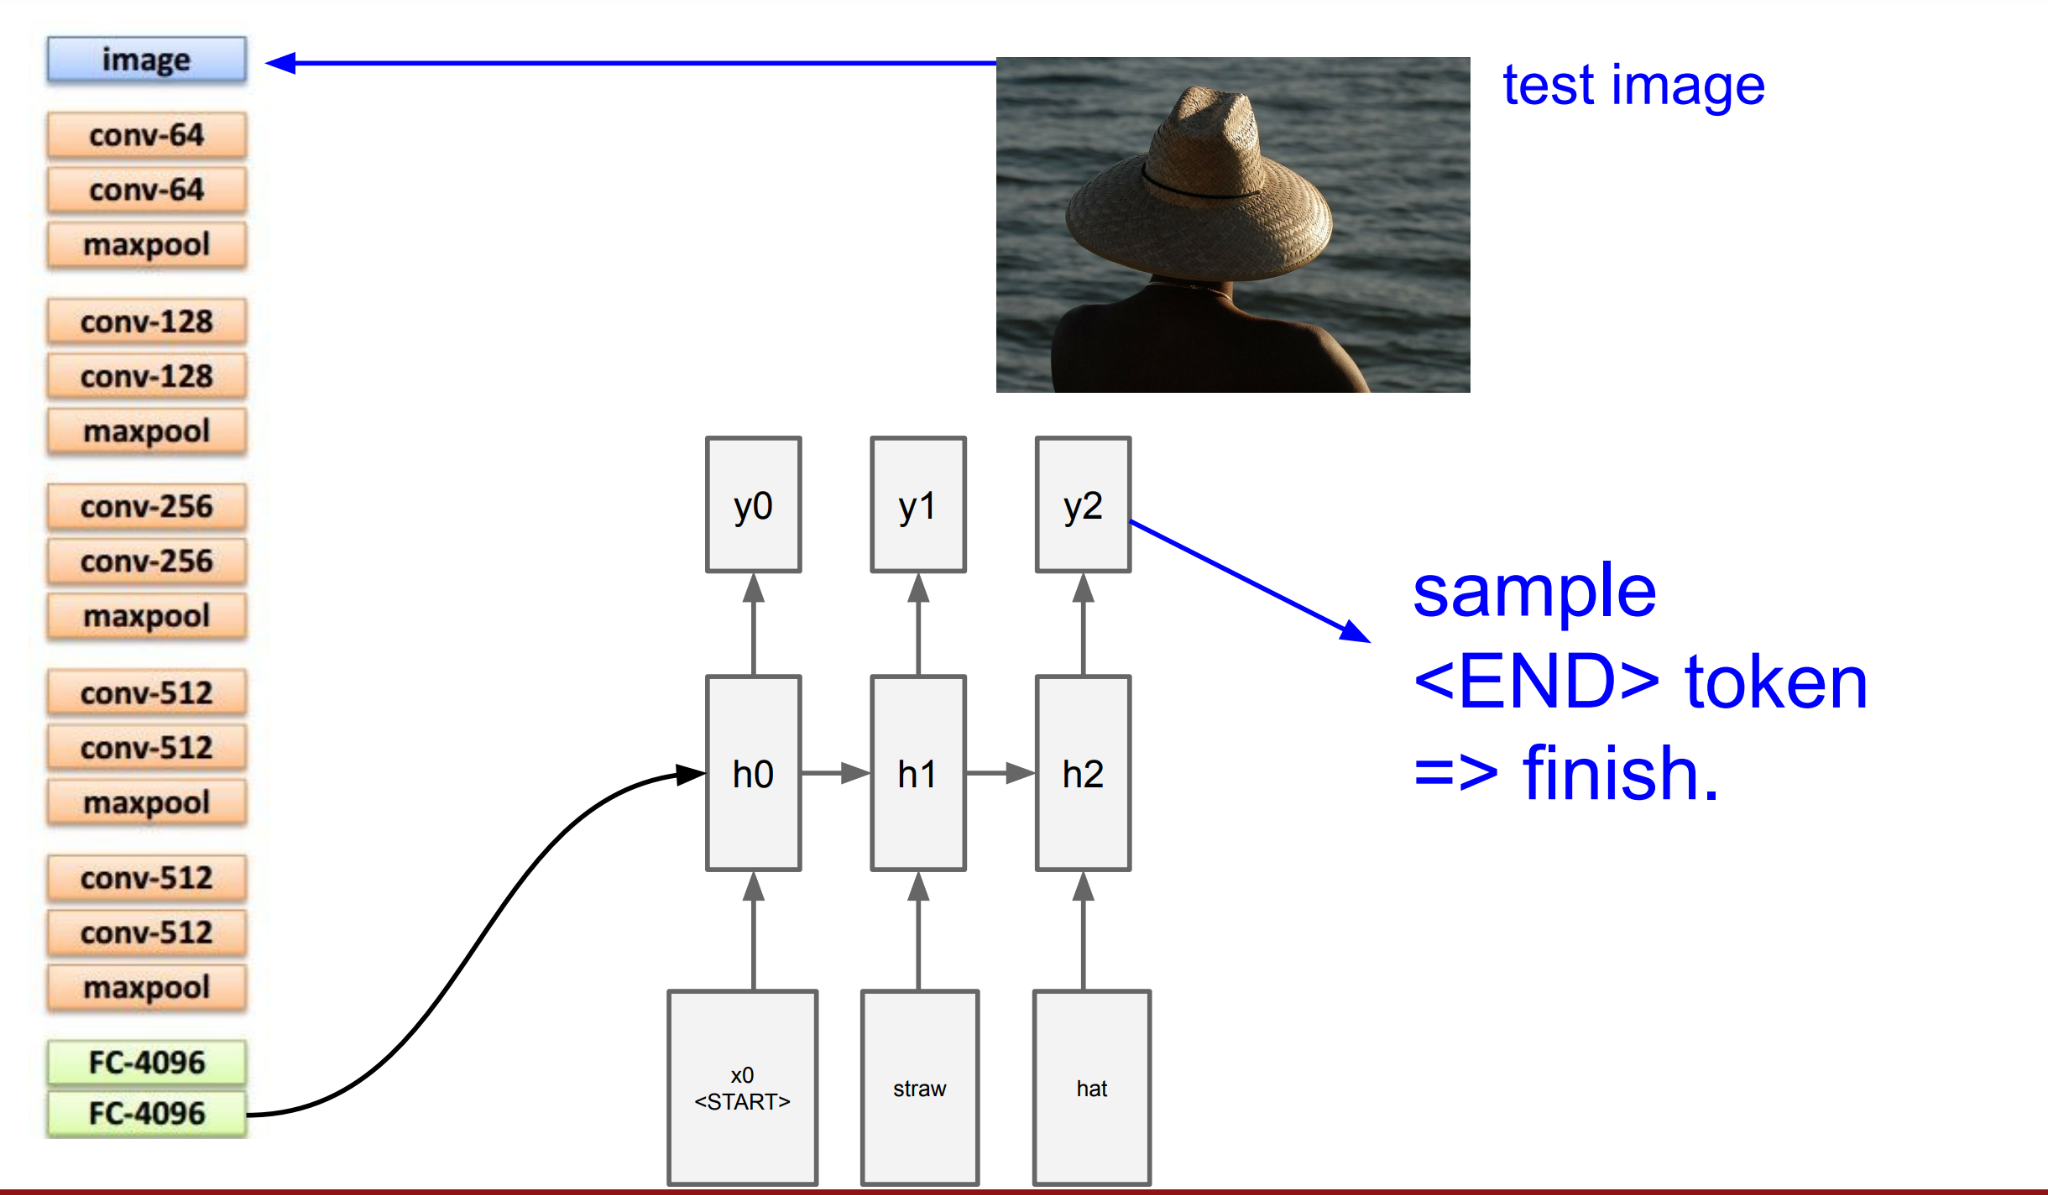 image
conv-64
conv-64
maxpool
conv-128
conv-128
maxpool
conv-256
conv-256
maxpool
conv-512
conv-512
maxpool
conv-512
conv-512
maxpool
FC-4096
FC-4096
test image
y0
y1
y2
h0
h1
h2
x0
<START>
straw
hat
sample
<END> token
=> finish.